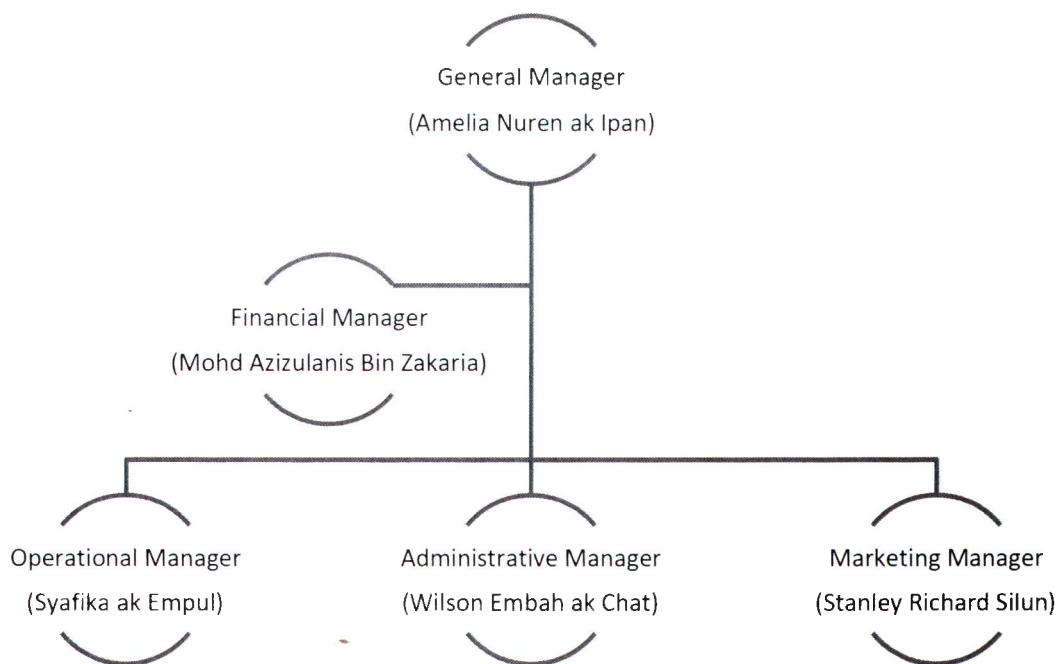 General Manager
(Amelia Nuren ak Ipan)
Financial Manager
(Mohd Azizulanis Bin Zakaria)
Operational Manager
(Syafika ak Empul)
Administrative Manager
(Wilson Embah ak Chat)
Marketing Manager
(Stanley Richard Silun)